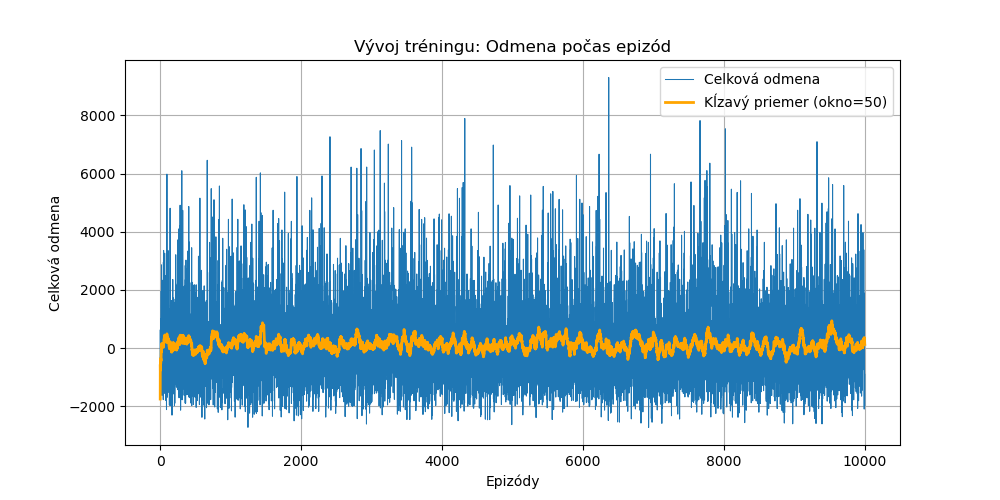 Vývoj tréningu: Odmena počas epizód
Celková odmena
Kĺzavý priemer (okno=50)
Celková odmena
8000
6000
4000
2000
0
−2000
0
2000
4000
6000
8000
10000
Epizódy